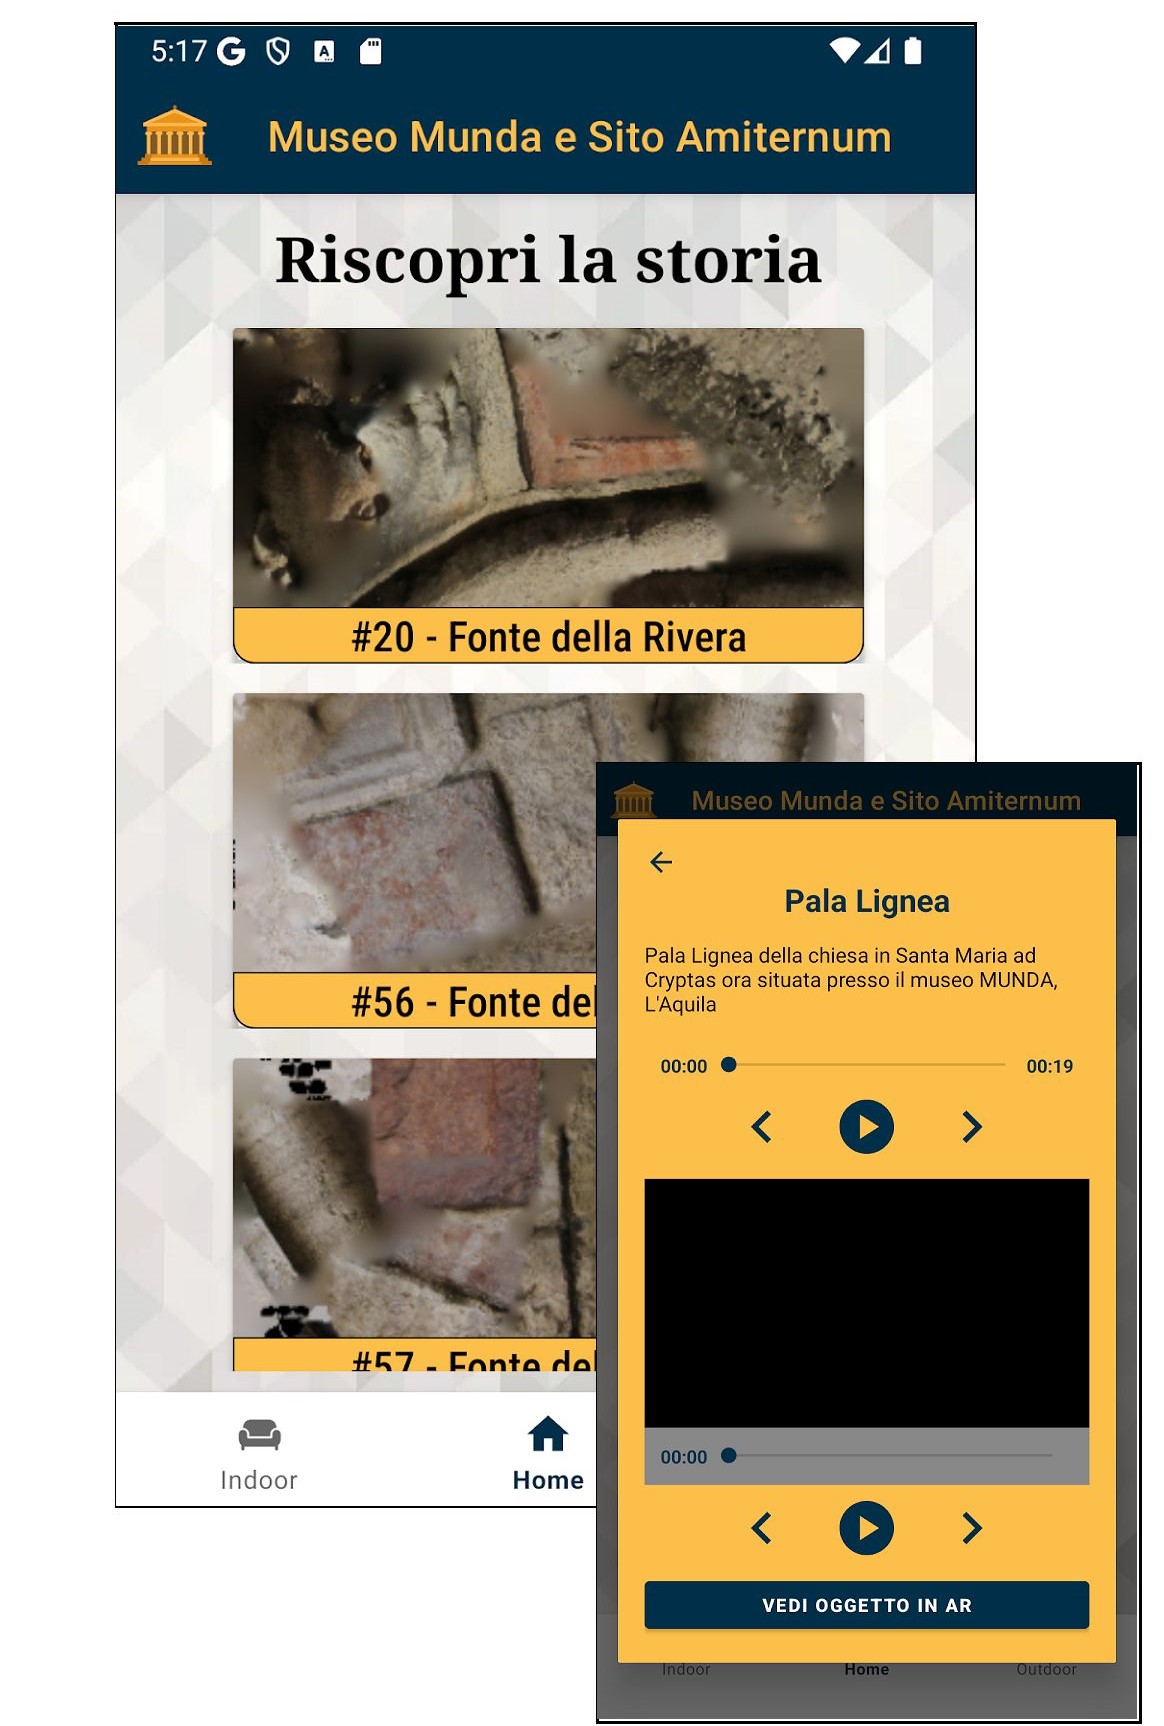 5:17
Museo Munda e Sito Amiternum
Riscopri la storia
#20 - Fonte della Rivera
#56 - Fonte del
#57 - Fonte del
Indoor
Home
Museo Munda e Sito Amiternum
Pala Lignea
Pala Lignea della chiesa in Santa Maria ad
Cryptas ora situata presso il museo MUNDA,
L'Aquila
00:00 00:19
00:00
VEDI OGGETTO IN AR
Indoor Home Outdoor